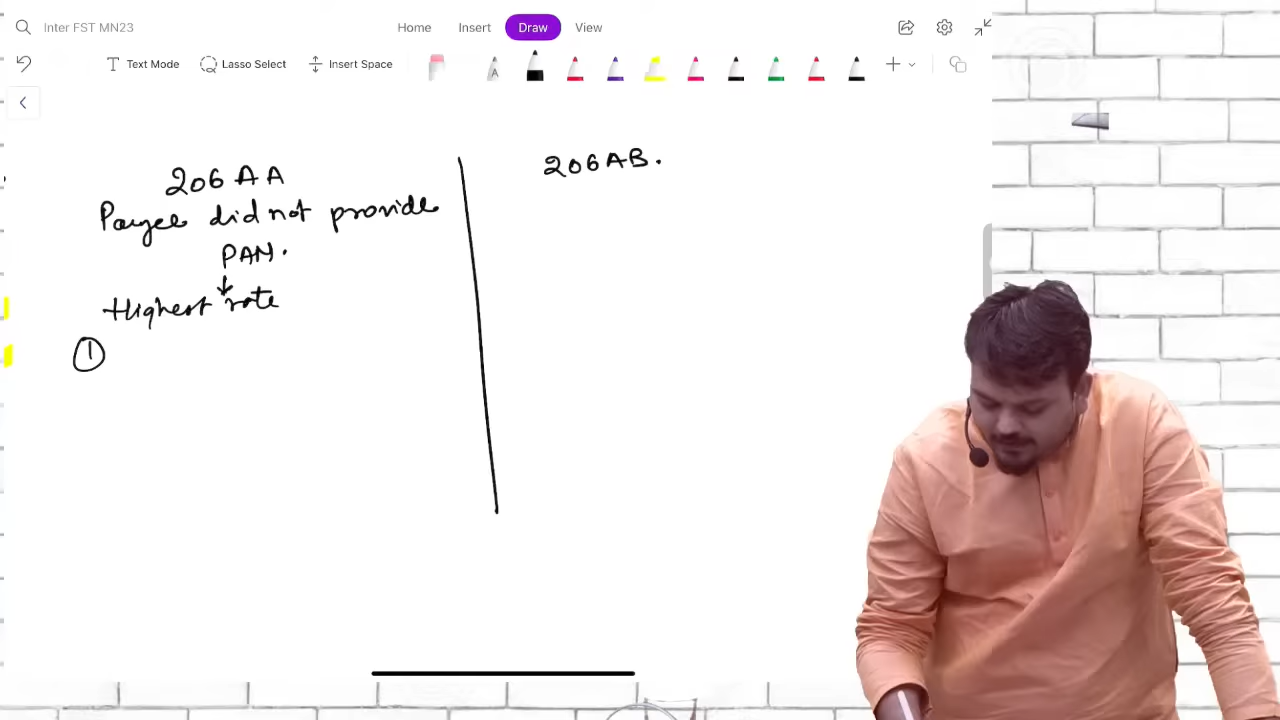 Inter FST MN23
Home Insert Draw View
Text Mode Lasso Select Insert Space
206 AA
Payee did not provide
PAN.
Highest rate
①
206AB.